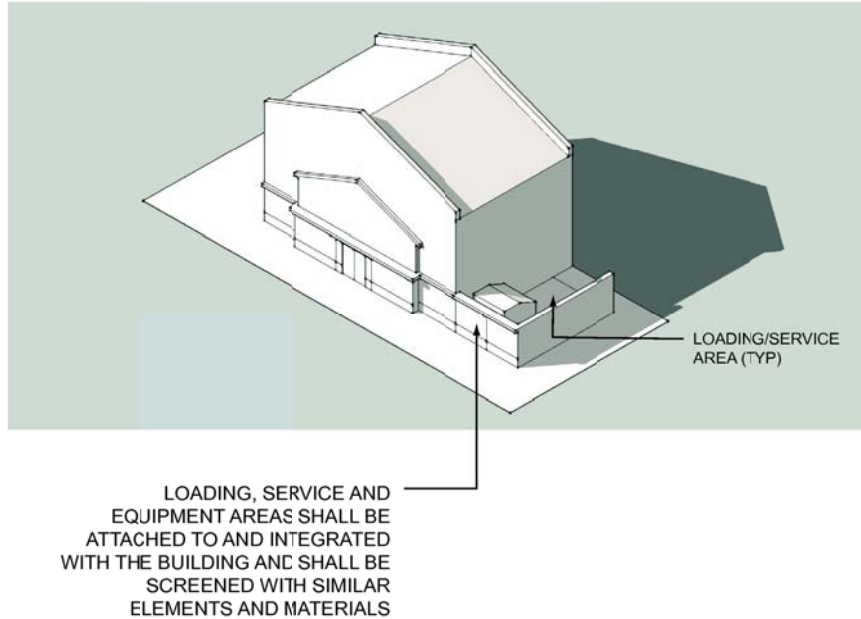 LOADING/SERVICE
AREA (TYP)
LOADING, SERVICE AND
EQUIPMENT AREAS SHALL BE
ATTACHED TO AND INTEGRATED
WITH THE BUILDING AND SHALL BE
SCREENED WITH SIMILAR
ELEMENTS AND MATERIALS